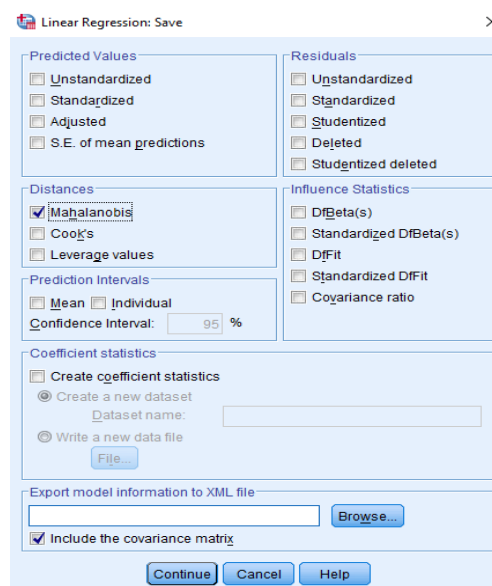 Linear Regression: Save
Predicted Values
Unstandardized
Standardized
Adjusted
S.E. of mean predictions
Residuals
Unstandardized
Standardized
Studentized
Deleted
Studentized deleted
Distances
Mahalanobis
Cook's
Leverage values
Influence Statistics
DfBeta(s)
Standardized DfBeta(s)
DfFit
Standardized DfFit
Covariance ratio
Prediction Intervals
Mean Individual
Confidence Interval: 95 %
Coefficient statistics
Create coefficient statistics
Create a new dataset
Dataset name:
Write a new data file
File...
Export model information to XML file
Browse...
Include the covariance matrix
Continue Cancel Help